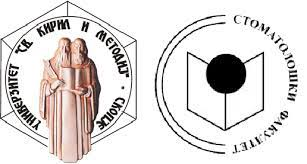 УНИВЕРЗИТЕТ "СВ. КИРИЛ И МЕТОДИЈ" - СКОПЈЕ
СТОМАТОЛОШКИ ФАКУЛТЕТ